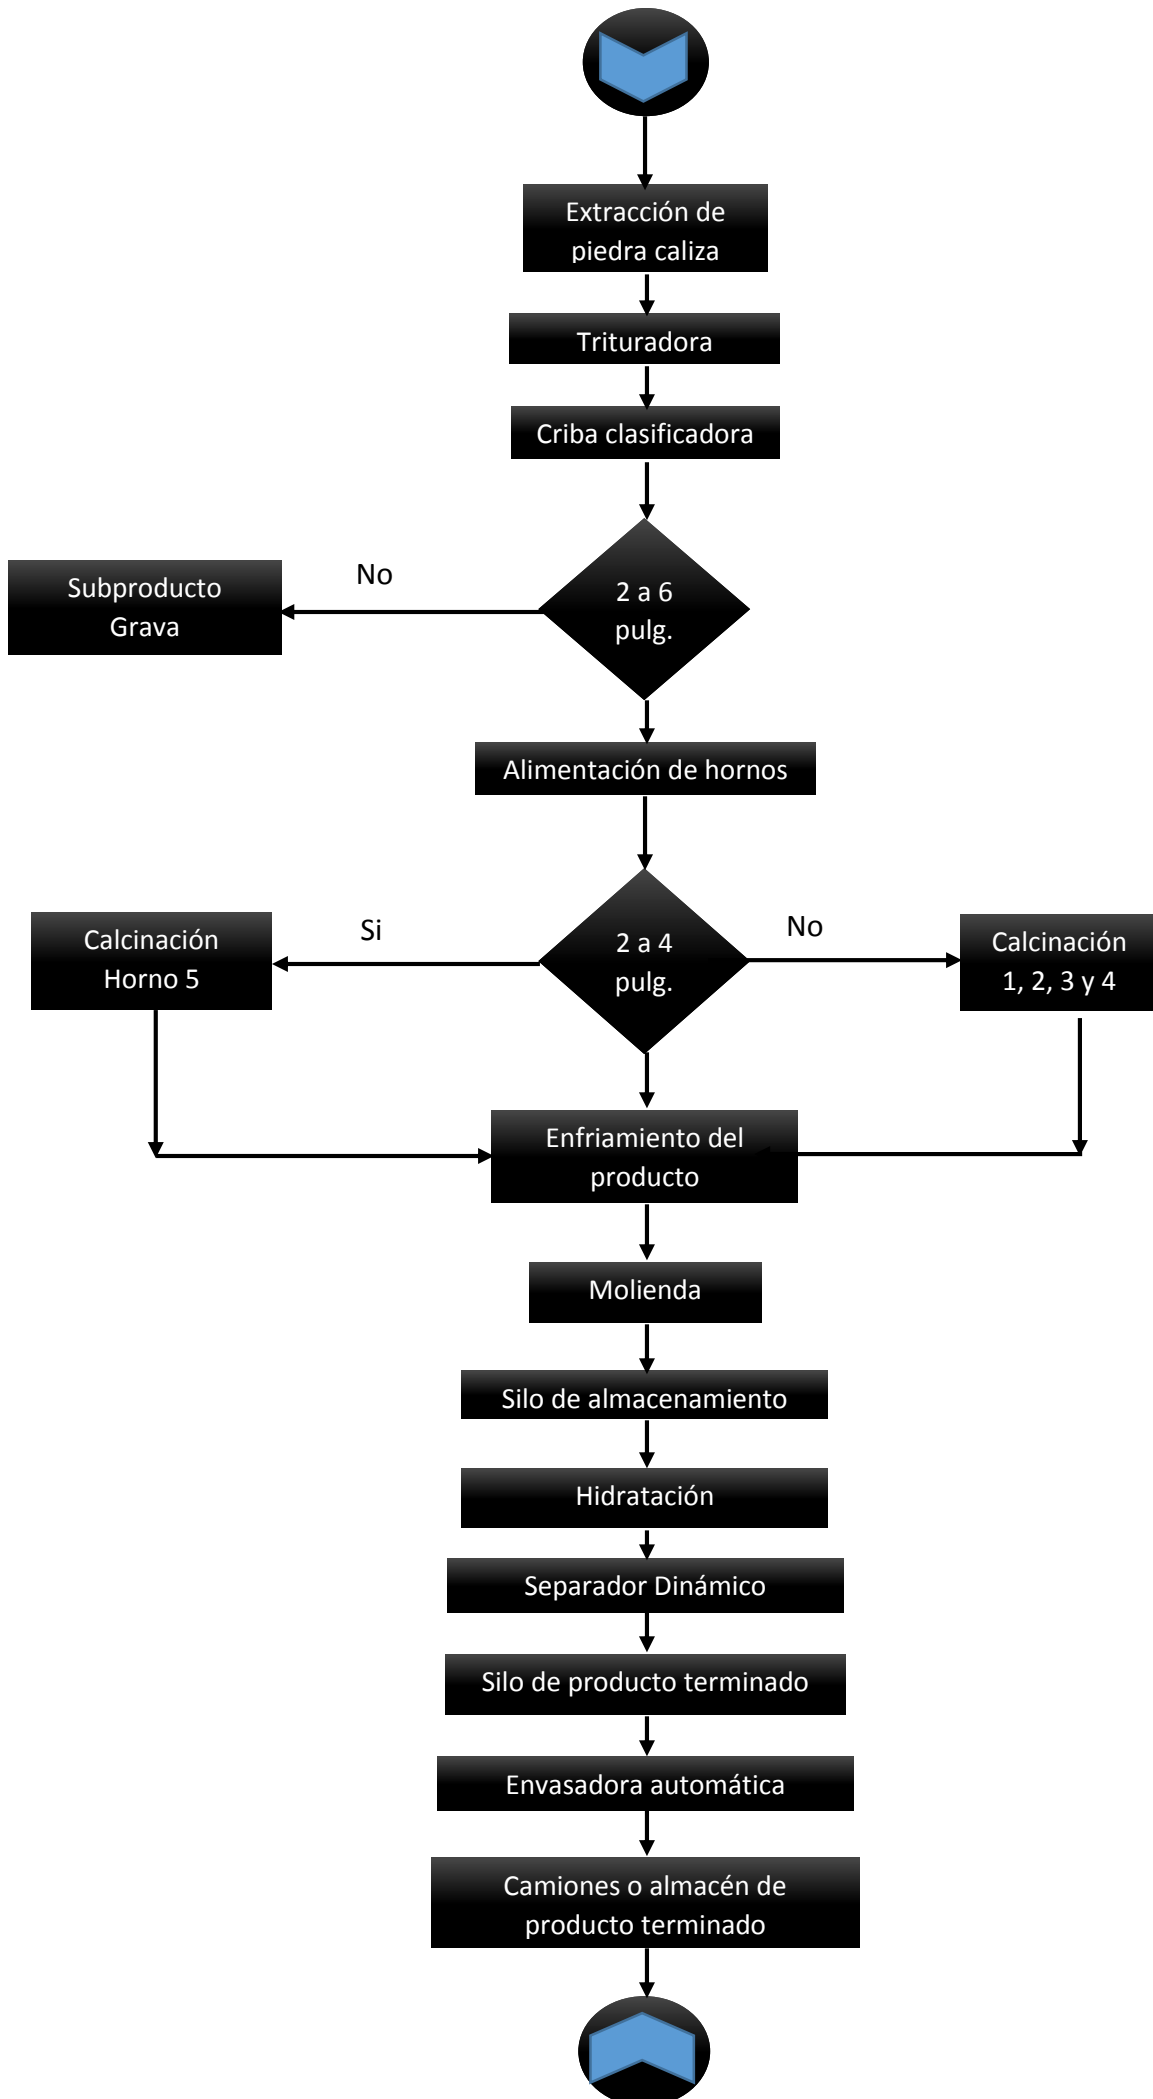 Extracción de
piedra caliza
Trituradora
Criba clasificadora
No
Subproducto
Grava
2 a 6
pulg.
Alimentación de hornos
Si
No
Calcinación
Horno 5
2 a 4
pulg.
Calcinación
1, 2, 3 y 4
Enfriamiento del
producto
Molienda
Silo de almacenamiento
Hidratación
Separador Dinámico
Silo de producto terminado
Envasadora automática
Camiones o almacén de
producto terminado